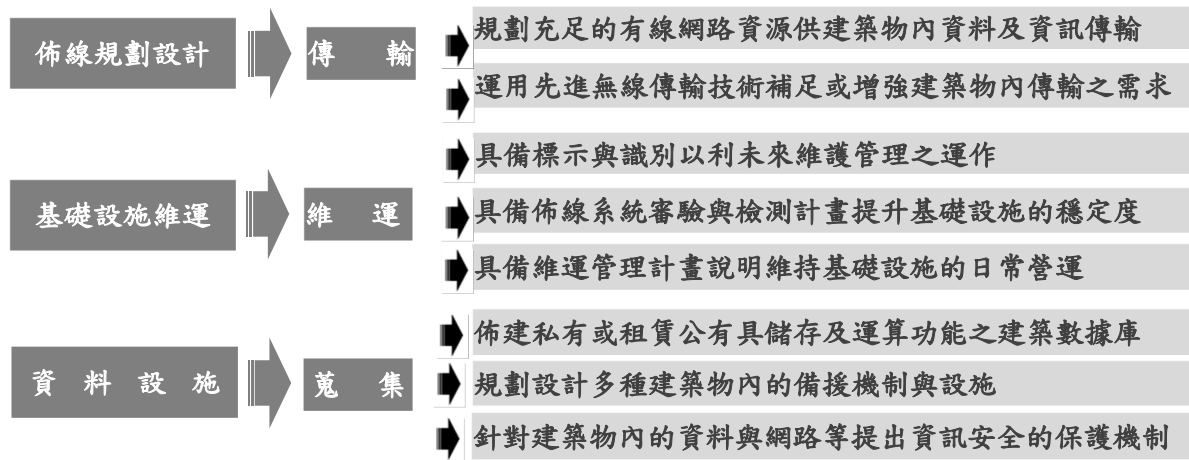 佈線規劃設計
傳輸
規劃充足的有線網路資源供建築物內資料及資訊傳輸
運用先進無線傳輸技術補足或增強建築物內傳輸之需求
基礎設施維運
維運
具備標示與識別以利未來維護管理之運作
具備佈線系統審驗與檢測計畫提升基礎設施的穩定度
具備維運管理計畫說明維持基礎設施的日常營運
資料設施
蒐集
佈建私有或租賃公有具儲存及運算功能之建築數據庫
規劃設計多種建築物內的備援機制與設施
針對建築物內的資料與網路等提出資訊安全的保護機制